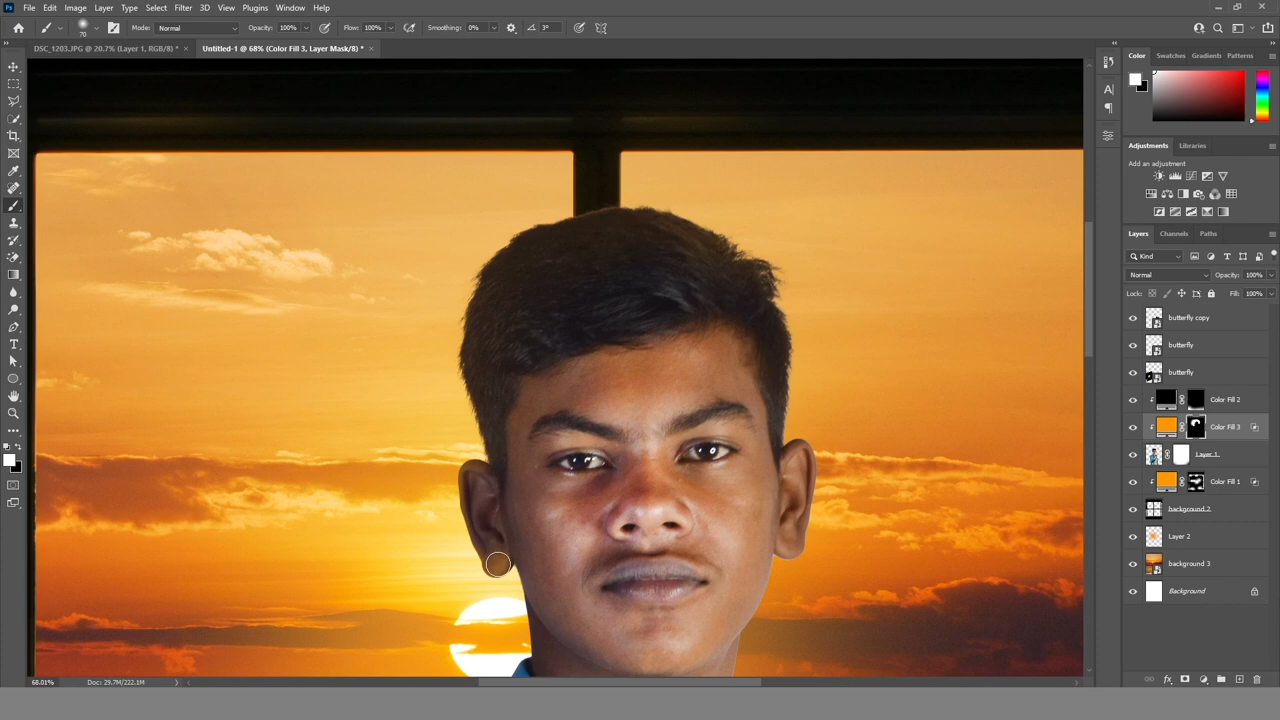 Ps File Edit Image Layer Type Select Filter 3D View Plugins Window Help
70 Mode: Normal Opacity: 100% Flow: 100% Smoothing: 0% 3°
DSC_1203.JPG @ 20.7% (Layer 1, RGB/8) * × Untitled-1 @ 68% (Color Fill 3, Layer Mask/8) * ×
Color Swatches Gradients Patterns
Adjustments Libraries
Add an adjustment
Layers Channels Paths
Kind
Normal Opacity: 100%
Lock: Fill: 100%
butterfly copy
butterfly
butterfly
Color Fill 2
Color Fill 3
Layer 1
Color Fill 1
background 2
Layer 2
background 3
Background
68.01% Doc: 29.7M/222.1M